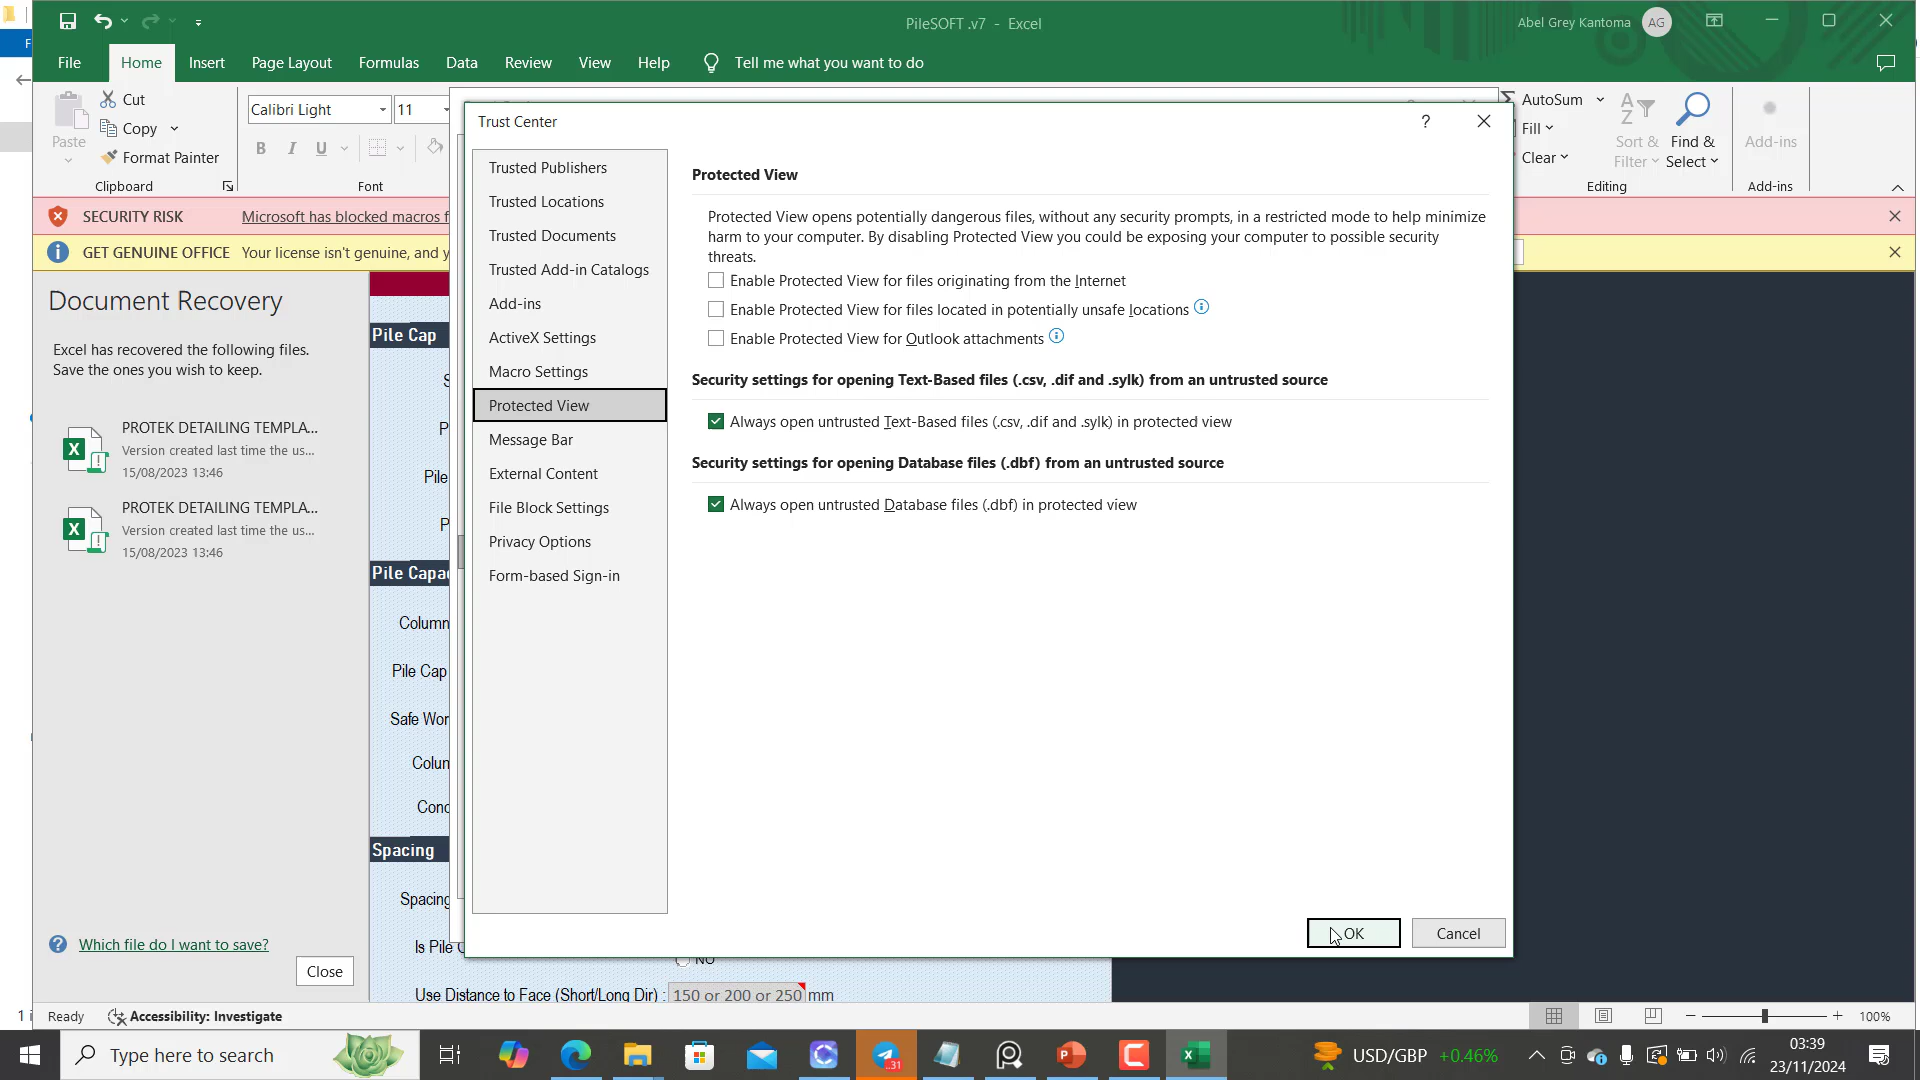 PileSOFT .v7 - Excel
Abel Grey Kantoma
AG
F
File
Home
Insert
Page Layout
Formulas
Data
Review
View
Help
Tell me what you want to do
Paste
Cut
Copy
Format Painter
Clipboard
Calibri Light
11
B I U
Font
AutoSum
Fill
Clear
Sort &
Filter
Find &
Select
Editing
Add-ins
Add-ins
SECURITY RISK
Microsoft has blocked macros f
GET GENUINE OFFICE
Your license isn't genuine, and y
Document Recovery
Excel has recovered the following files.
Save the ones you wish to keep.
PROTEK DETAILING TEMPLA...
Version created last time the us...
15/08/2023 13:46
PROTEK DETAILING TEMPLA...
Version created last time the us...
15/08/2023 13:46
Which file do I want to save?
Close
Pile Cap
S
P
Pile
P
Pile Capa
Column
Pile Cap
Safe Wor
Colun
Conc
Spacing
Spacing
Is Pile C
NO
Use Distance to Face (Short/Long Dir) :
150 or 200 or 250
mm
Trust Center
?
Trusted Publishers
Trusted Locations
Trusted Documents
Trusted Add-in Catalogs
Add-ins
ActiveX Settings
Macro Settings
Protected View
Message Bar
External Content
File Block Settings
Privacy Options
Form-based Sign-in
Protected View
Protected View opens potentially dangerous files, without any security prompts, in a restricted mode to help minimize
harm to your computer. By disabling Protected View you could be exposing your computer to possible security
threats.
Enable Protected View for files originating from the Internet
Enable Protected View for files located in potentially unsafe locations
Enable Protected View for Outlook attachments
Security settings for opening Text-Based files (.csv, .dif and .sylk) from an untrusted source
Always open untrusted Text-Based files (.csv, .dif and .sylk) in protected view
Security settings for opening Database files (.dbf) from an untrusted source
Always open untrusted Database files (.dbf) in protected view
OK
Cancel
1 i
Ready
Accessibility: Investigate
100%
Type here to search
31
USD/GBP +0.46%
03:39
23/11/2024